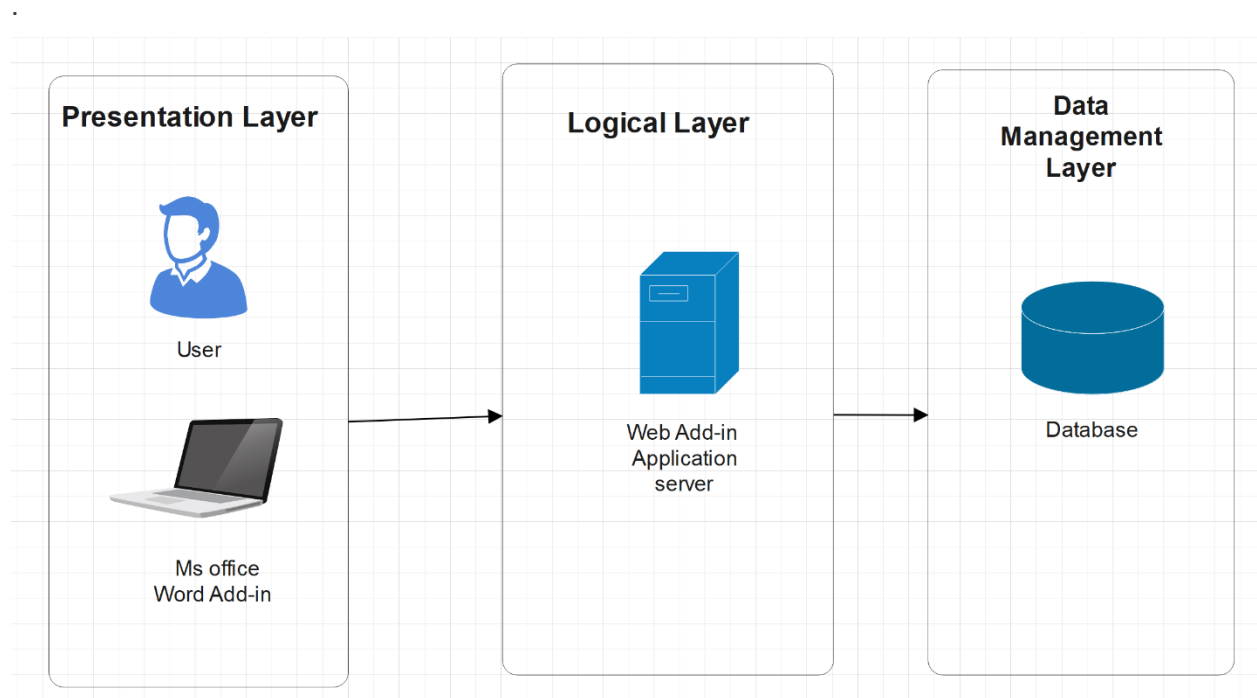 .
Presentation Layer
User
Ms office
Word Add-in
Logical Layer
Web Add-in
Application
server
Data
Management
Layer
Database